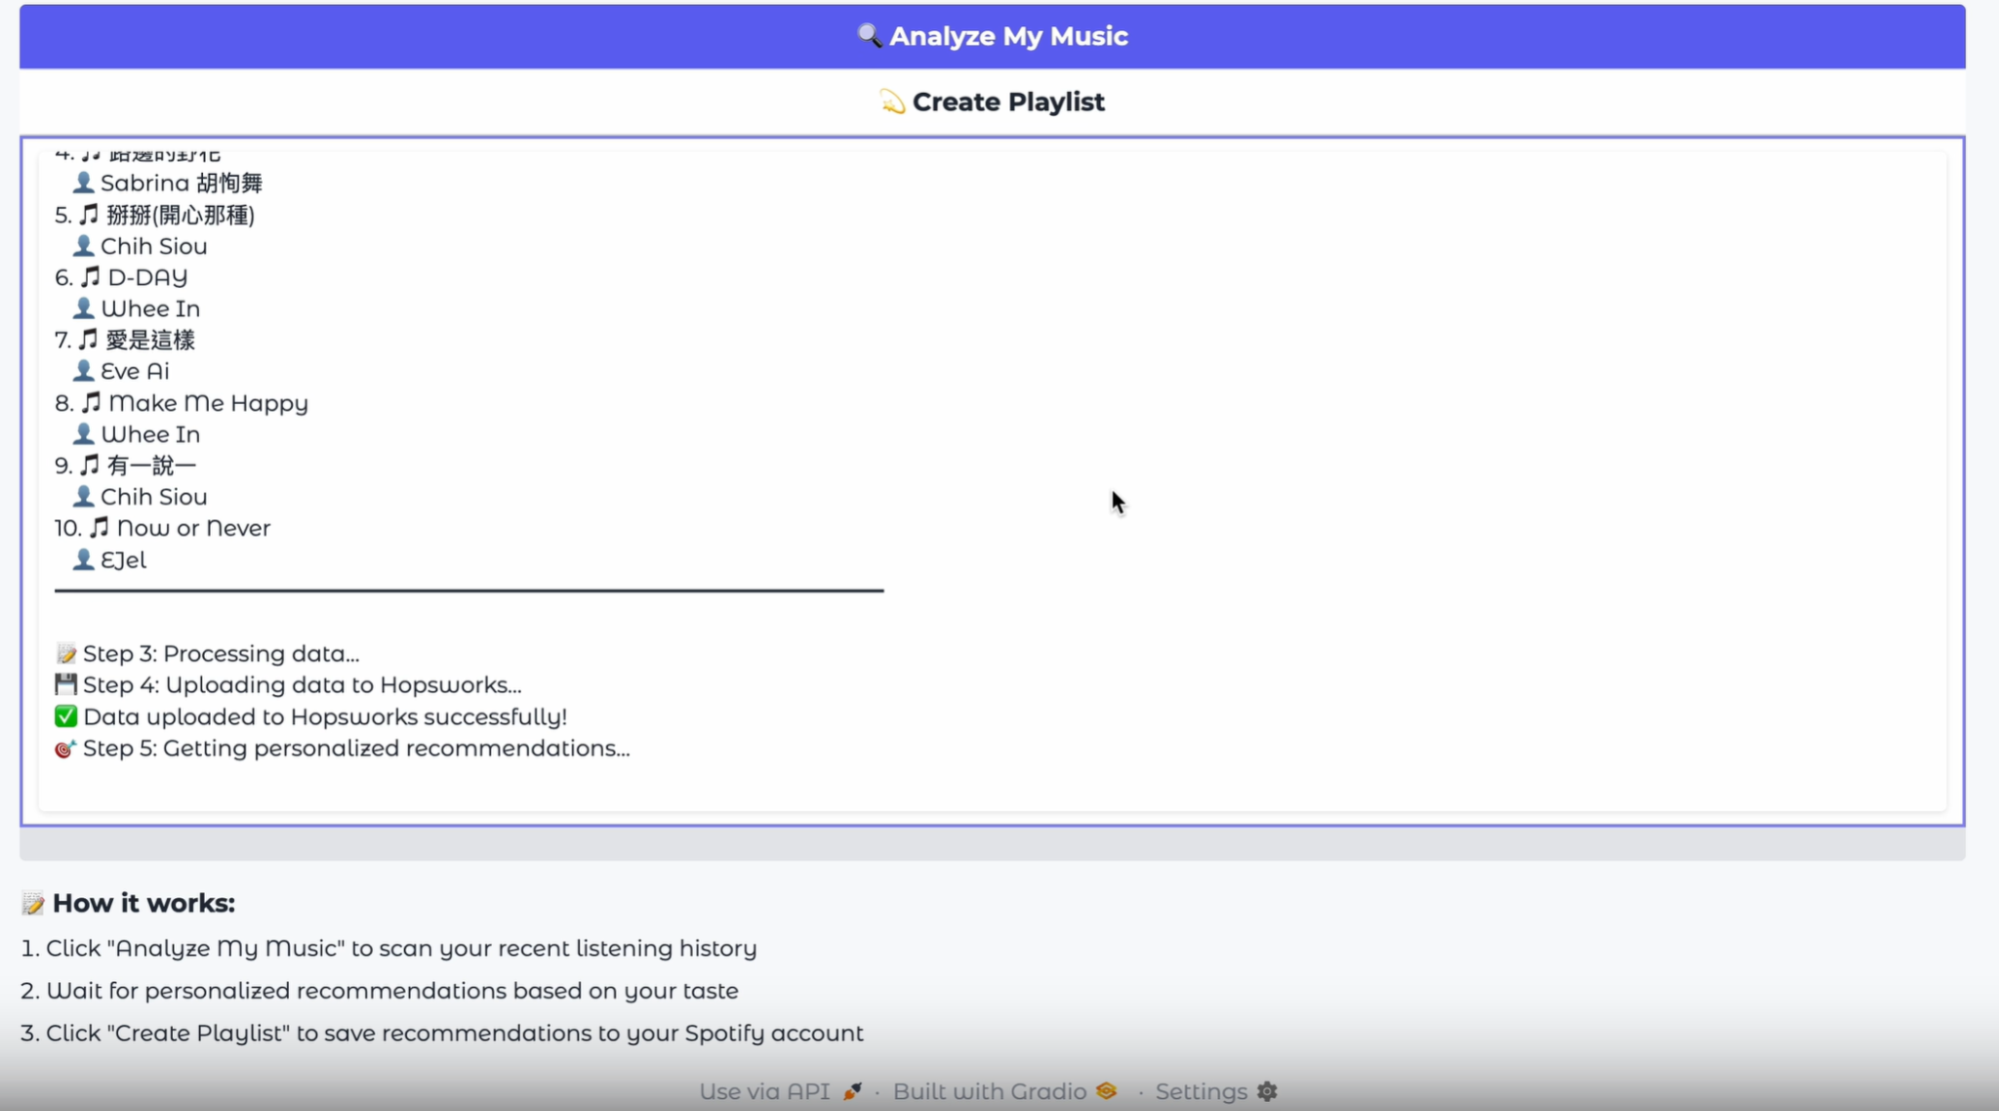 🔍 Analyze My Music
💫 Create Playlist
4. 🎵 路邊的野花
👤 Sabrina 胡恂舞
5. 🎵 掰掰(開心那種)
👤 Chih Siou
6. 🎵 D-DAY
👤 Whee In
7. 🎵 愛是這樣
👤 Eve Ai
8. 🎵 Make Me Happy
👤 Whee In
9. 🎵 有一說一
👤 Chih Siou
10. 🎵 Now or Never
👤 EJel
📝 Step 3: Processing data...
💾 Step 4: Uploading data to Hopsworks...
✅ Data uploaded to Hopsworks successfully!
🎯 Step 5: Getting personalized recommendations...
📝 How it works:
1. Click "Analyze My Music" to scan your recent listening history
2. Wait for personalized recommendations based on your taste
3. Click "Create Playlist" to save recommendations to your Spotify account
Use via API 🚀 · Built with Gradio · Settings ⚙